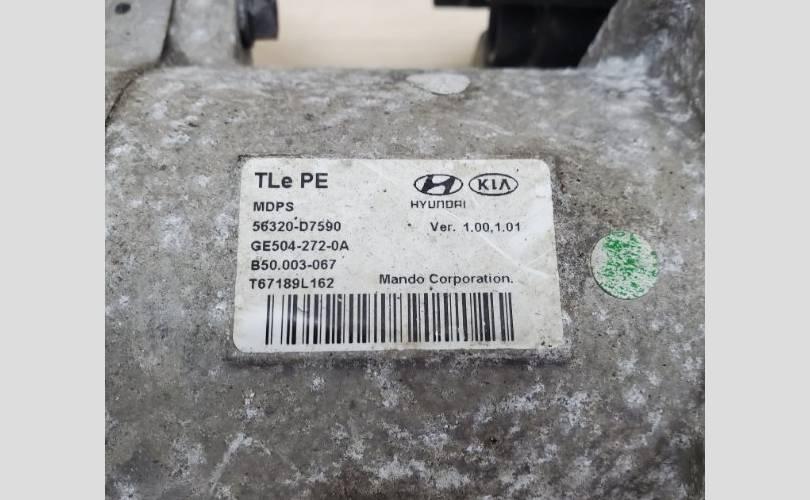 TLe PE
HYUNDAI KIA
MDPS
56320-D7590 Ver. 1.00,1.01
GE504-272-0A
B50.003-067
T67189L162 Mando Corporation.